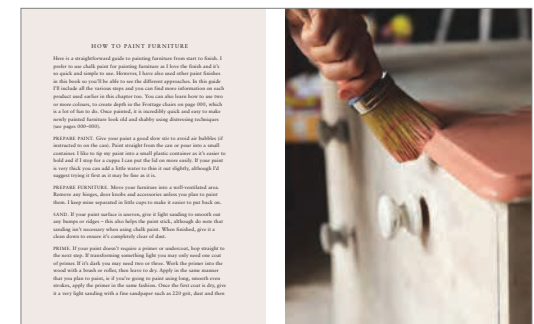 HOW TO PAINT FURNITURE
Here is a straightforward guide to painting furniture from start to finish. I
prefer to use chalk paint for painting furniture as I love the finish and it's
so quick and simple to use. However, I have also used other paint finishes
in this book so you'll be able to see the different approaches. In this guide
I'll include all the various steps and you can find more information on each
product used earlier in this chapter too. You can also learn how to use two
or more colours, to create depth in the Frottage chairs on page 000, which
is a lot of fun to do. Once painted, it is incredibly quick and easy to make
newly painted furniture look old and shabby using distressing techniques
(see pages 000–000).
PREPARE PAINT. Give your paint a good slow stir to avoid air bubbles (if
instructed to on the can). Paint straight from the can or pour into a small
container. I like to tip my paint into a small plastic container as it's easier to
hold and if I stop for a cuppa I can put the lid on more easily. If your paint
is very thick you can add a little water to thin it out slightly, although I'd
suggest trying it first as it may be fine as it is.
PREPARE FURNITURE. Move your furniture into a well-ventilated area.
Remove any hinges, door knobs and accessories unless you plan to paint
them. I keep mine separated in little cups to make it easier to put back on.
SAND. If your paint surface is uneven, give it light sanding to smooth out
any bumps or ridges – this also helps the paint stick, although do note that
sanding isn't necessary when using chalk paint. When finished, give it a
clean down to ensure it's completely clear of dust.
PRIME. If your paint doesn't require a primer or undercoat, hop straight to
the next step. If transforming something light you may only need one coat
of primer. If it's dark you may need two or three. Work the primer into the
wood with a brush or roller, then leave to dry. Apply in the same manner
that you plan to paint, ie if you're going to paint using long, smooth even
strokes, apply the primer in the same fashion. Once the first coat is dry, give
it a very light sanding with a fine sandpaper such as 220 grit, dust and then